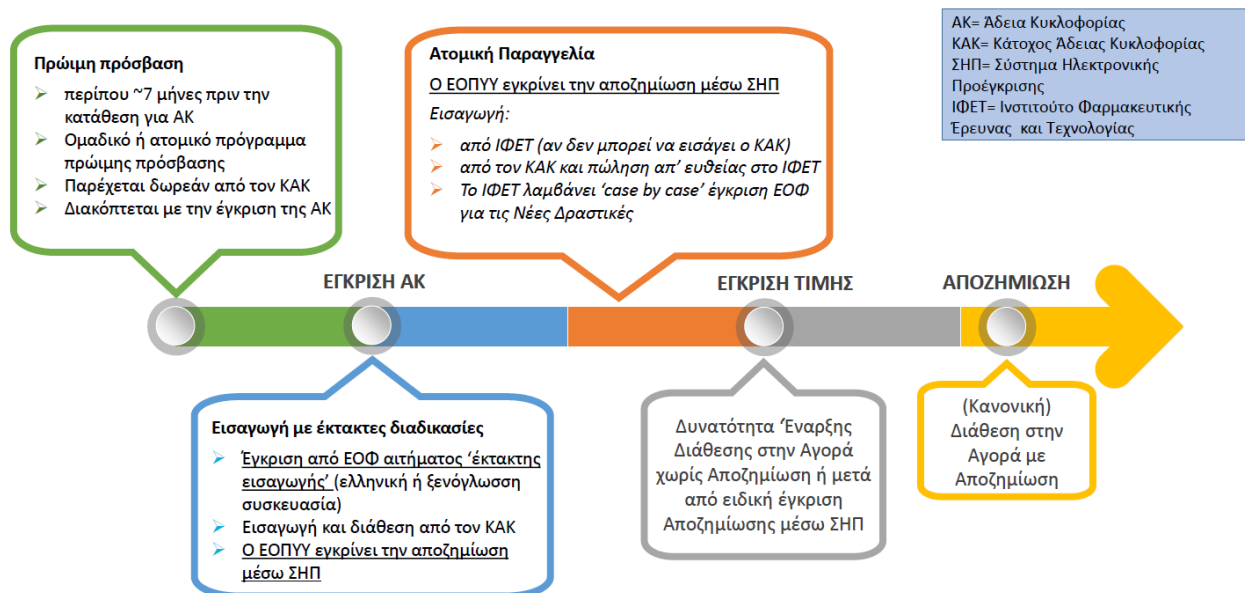 Πρώιμη πρόσβαση
περίπου ~7 μήνες πριν την
κατάθεση για ΑΚ
Ομαδικό ή ατομικό πρόγραμμα
πρώιμης πρόσβασης
Παρέχεται δωρεάν από τον ΚΑΚ
Διακόπτεται με την έγκριση της ΑΚ
Ατομική Παραγγελία
Ο ΕΟΠΥΥ εγκρίνει την αποζημίωση μέσω ΣΗΠ
Εισαγωγή:
από ΙΦΕΤ (αν δεν μπορεί να εισάγει ο ΚΑΚ)
από τον ΚΑΚ και πώληση απ’ ευθείας στο ΙΦΕΤ
Το ΙΦΕΤ λαμβάνει ‘case by case’ έγκριση ΕΟΦ
για τις Νέες Δραστικές
ΑΚ= Άδεια Κυκλοφορίας
ΚΑΚ= Κάτοχος Άδειας Κυκλοφορίας
ΣΗΠ= Σύστημα Ηλεκτρονικής
Προέγκρισης
ΙΦΕΤ= Ινστιτούτο Φαρμακευτικής
Έρευνας και Τεχνολογίας
ΕΓΚΡΙΣΗ ΑΚ
ΕΓΚΡΙΣΗ ΤΙΜΗΣ
ΑΠΟΖΗΜΙΩΣΗ
Εισαγωγή με έκτακτες διαδικασίες
Έγκριση από ΕΟΦ αιτήματος ‘έκτακτης
εισαγωγής’ (ελληνική ή ξενόγλωσση
συσκευασία)
Εισαγωγή και διάθεση από τον ΚΑΚ
Ο ΕΟΠΥΥ εγκρίνει την αποζημίωση
μέσω ΣΗΠ
Δυνατότητα Έναρξης
Διάθεσης στην Αγορά
χωρίς Αποζημίωση ή μετά
από ειδική έγκριση
Αποζημίωσης μέσω ΣΗΠ
(Κανονική)
Διάθεση στην
Αγορά με
Αποζημίωση